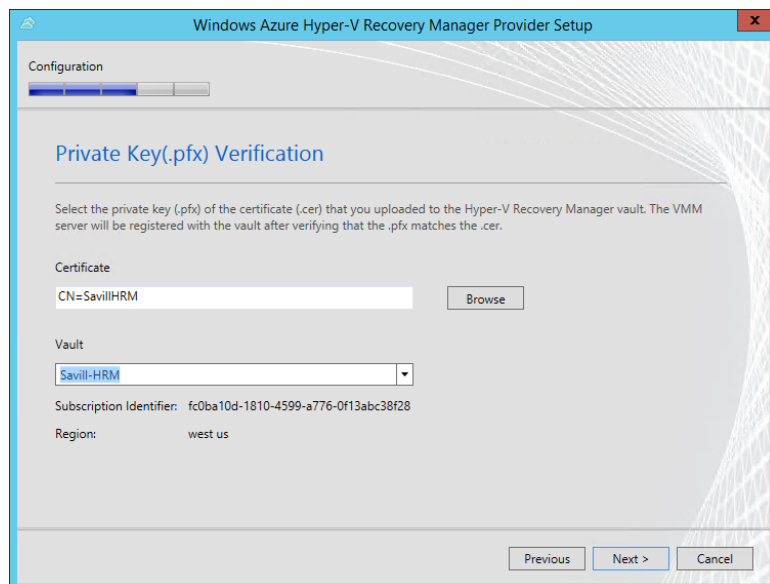 Windows Azure Hyper-V Recovery Manager Provider Setup
x
Configuration
Private Key(.pfx) Verification
Select the private key (.pfx) of the certificate (.cer) that you uploaded to the Hyper-V Recovery Manager vault. The VMM
server will be registered with the vault after verifying that the .pfx matches the .cer.
Certificate
CN=SavillHRM
Browse
Vault
Savill-HRM
Subscription Identifier: fc0ba10d-1810-4599-a776-0f13abc38f28
Region: west us
Previous Next > Cancel